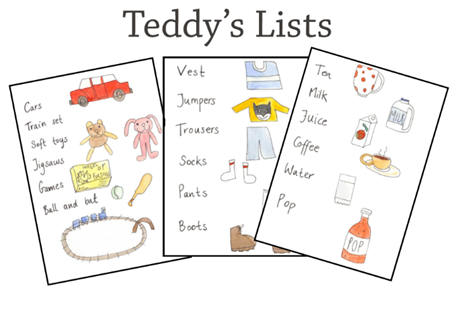 Teddy's Lists
Cars
Train set
Soft toys
Jigsaws
Games
Ball and bat
Vest
Jumpers
Trousers
Socks
Pants
Boots
Tea
Milk
Juice
Coffee
Water
Pop
MILK
POP